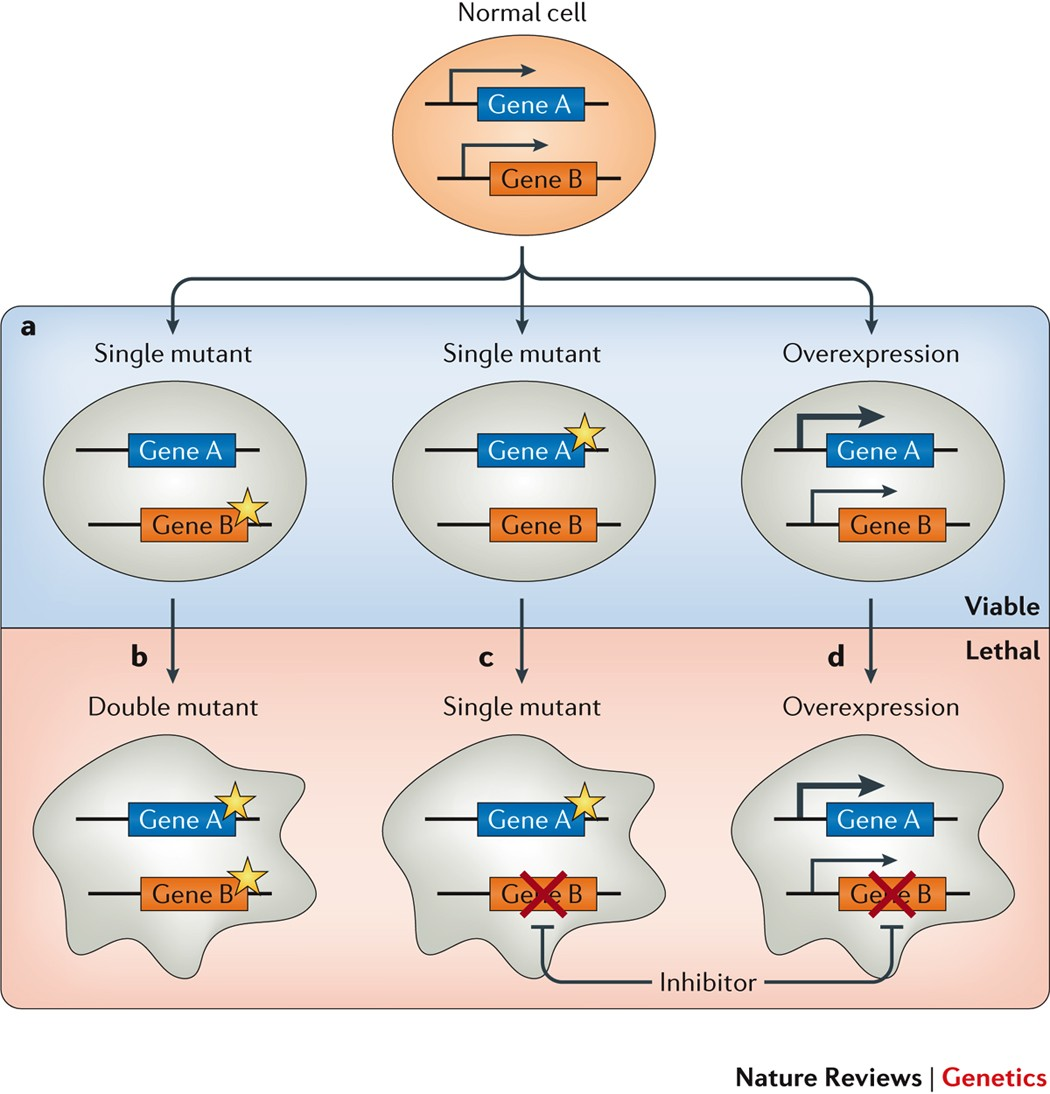 Normal cell
Gene A
Gene B
a
Single mutant
Single mutant
Overexpression
Gene A
Gene A
Gene A
Gene B
Gene B
Gene B
Viable
Lethal
b
c
d
Double mutant
Single mutant
Overexpression
Gene A
Gene A
Gene A
Gene B
Gene B
Gene B
Inhibitor
Nature Reviews | Genetics